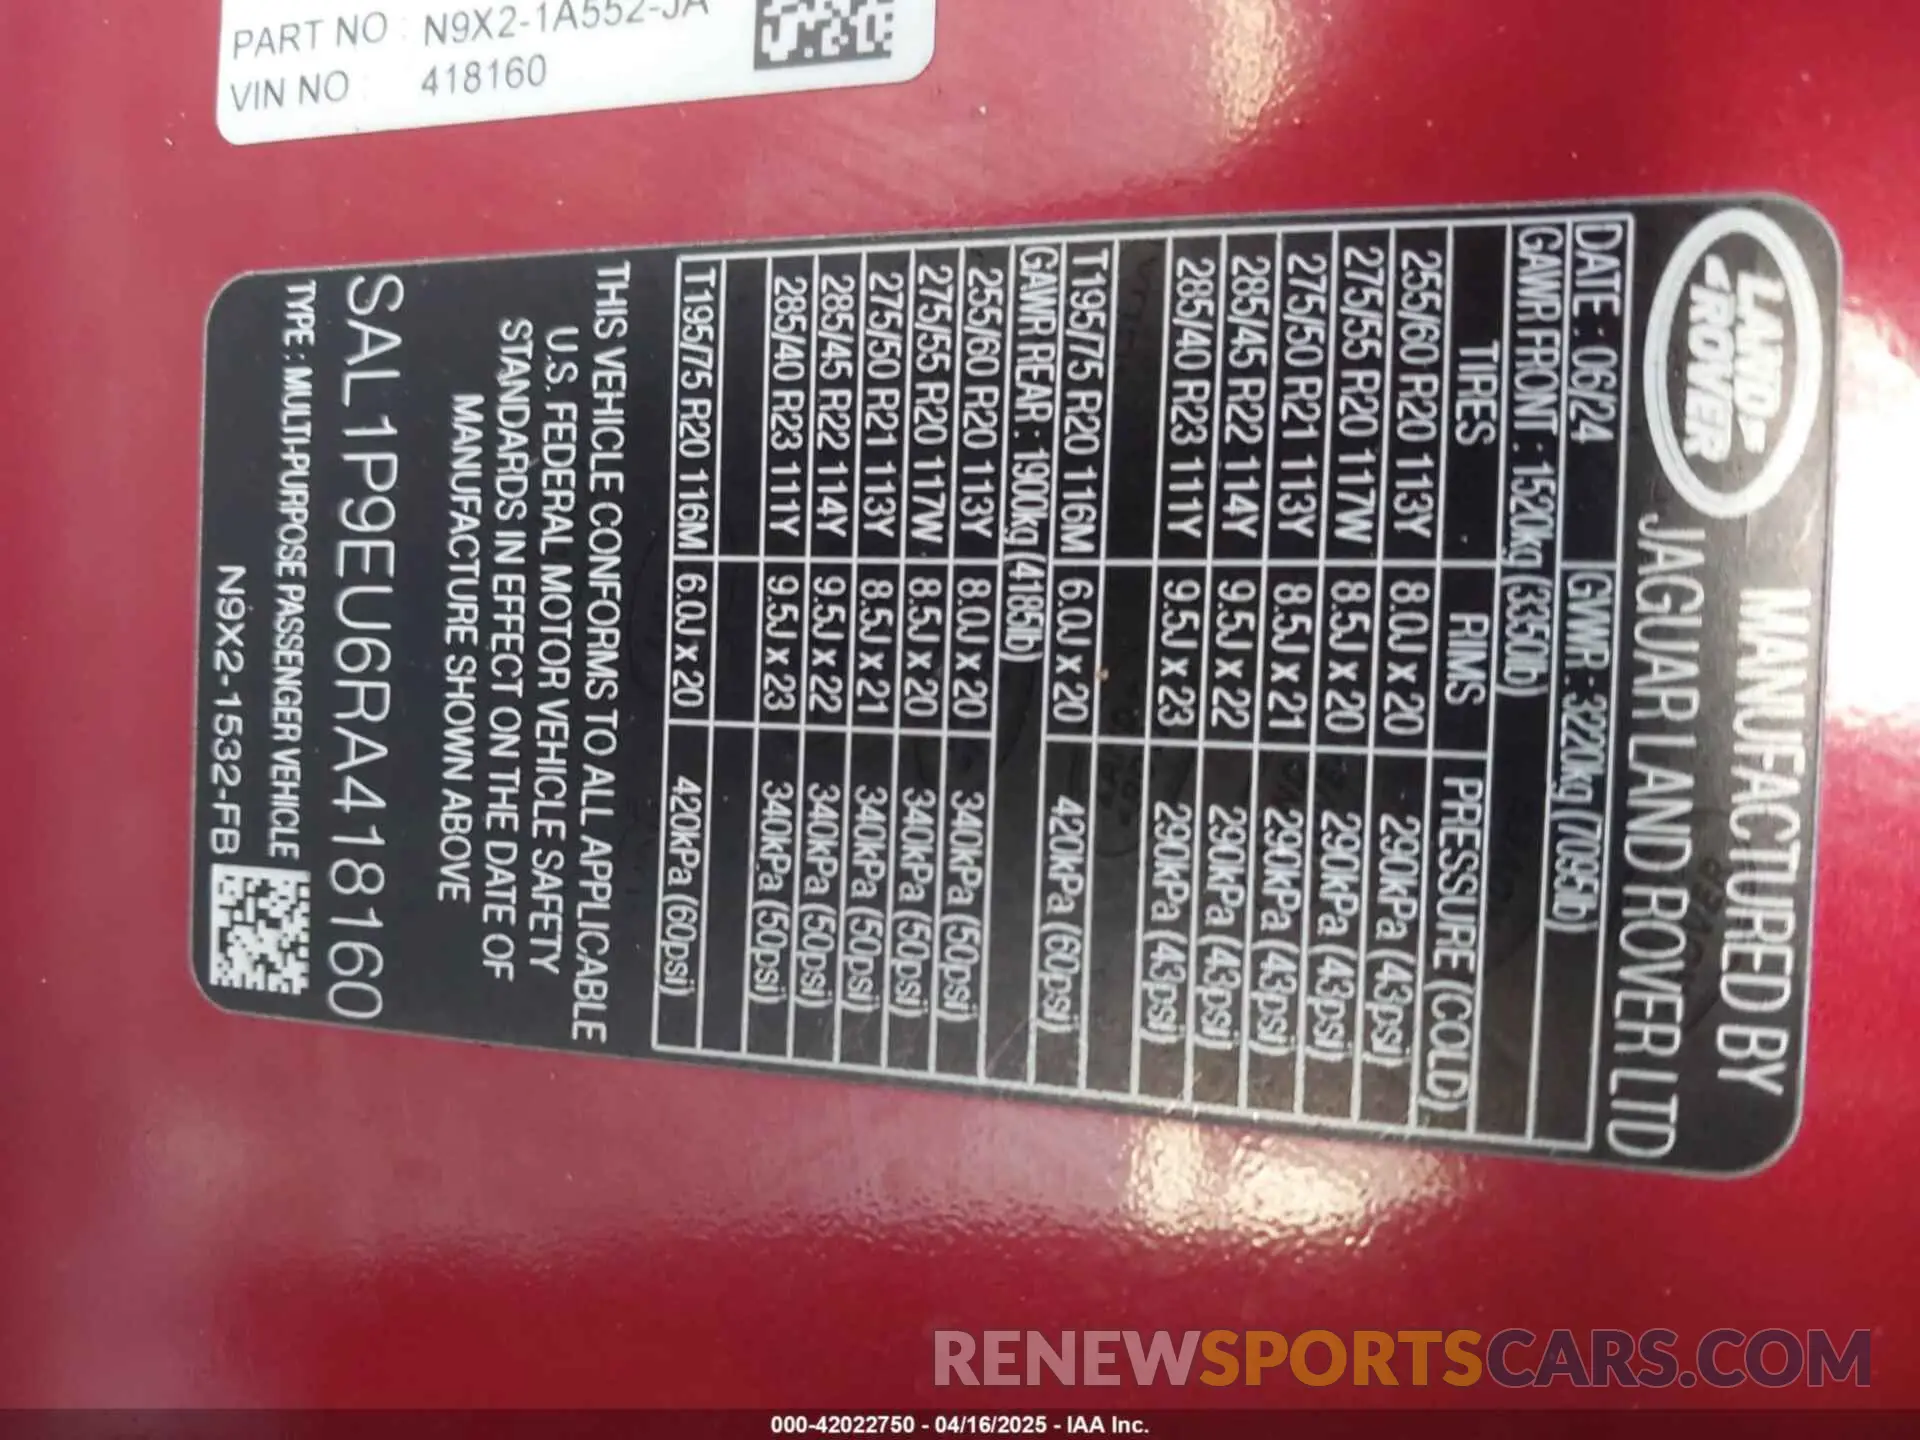 PART NO : N9X2-1A552-JA
VIN NO : 418160
LAND ROVER
MANUFACTURED BY
JAGUAR LAND ROVER LTD
DATE : 06/24 GVWR : 3220kg (7095lb)
GAWR FRONT : 1520kg (3350lb)
TIRES RIMS PRESSURE (COLD)
255/60 R20 113Y 8.0J x 20 290kPa (43psi)
275/55 R20 117W 8.5J x 20 290kPa (43psi)
275/50 R21 113Y 8.5J x 21 290kPa (43psi)
285/45 R22 114Y 9.5J x 22 290kPa (43psi)
285/40 R23 111Y 9.5J x 23 290kPa (43psi)
T195/75 R20 116M 6.0J x 20 420kPa (60psi)
GAWR REAR : 1900kg (4185lb)
255/60 R20 113Y 8.0J x 20 340kPa (50psi)
275/55 R20 117W 8.5J x 20 340kPa (50psi)
275/50 R21 113Y 8.5J x 21 340kPa (50psi)
285/45 R22 114Y 9.5J x 22 340kPa (50psi)
285/40 R23 111Y 9.5J x 23 340kPa (50psi)
T195/75 R20 116M 6.0J x 20 420kPa (60psi)
THIS VEHICLE CONFORMS TO ALL APPLICABLE
U.S. FEDERAL MOTOR VEHICLE SAFETY
STANDARDS IN EFFECT ON THE DATE OF
MANUFACTURE SHOWN ABOVE
SAL1P9EU6RA418160
TYPE : MULTI-PURPOSE PASSENGER VEHICLE
N9X2-1532-FB
RENEWSPORTSCARS.COM
000-42022750 - 04/16/2025 - IAA Inc.